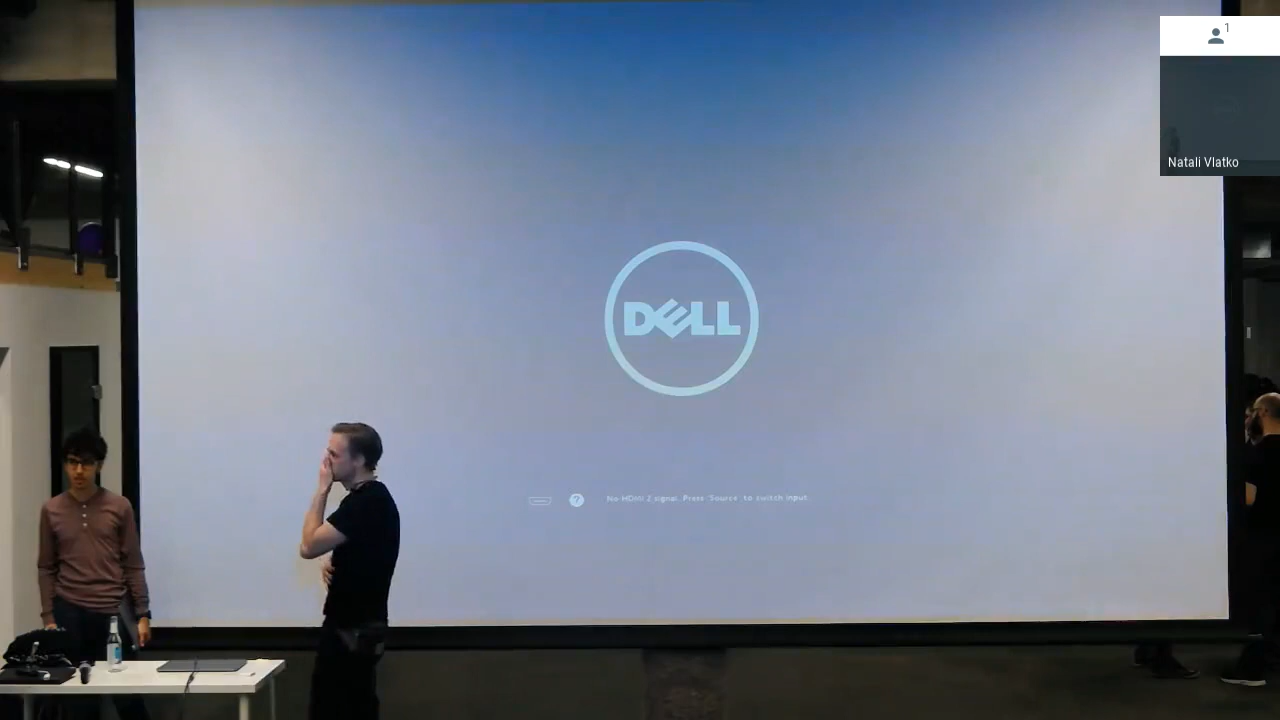 1
Natali Vlatko
DELL
No HDMI 2 signal. Press 'Source' to switch input.